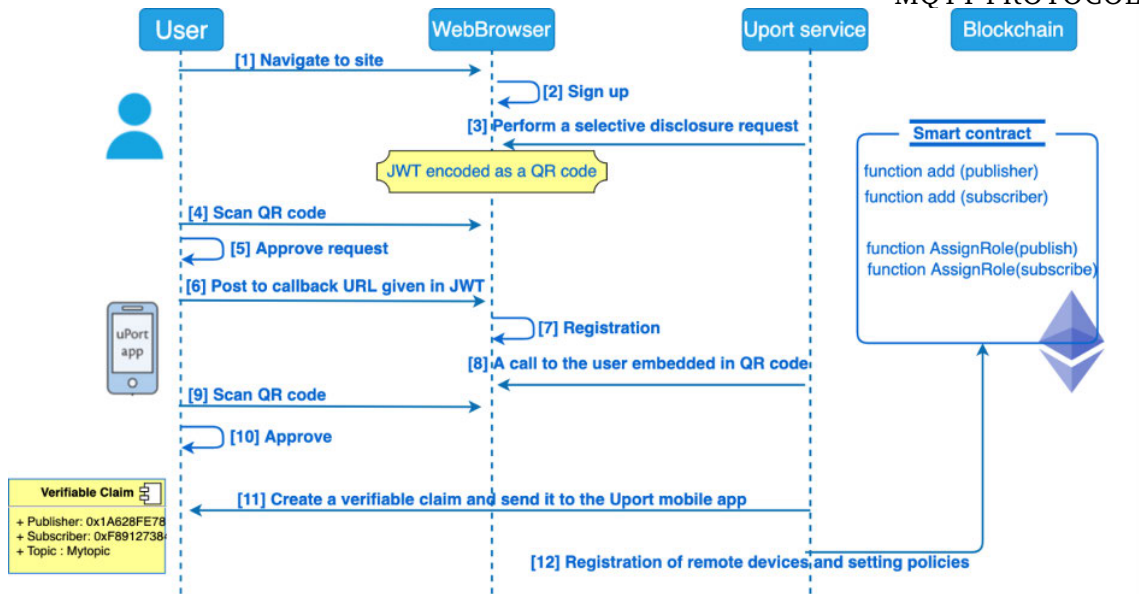 MQTT PROTOCOL
User
WebBrowser
Uport service
Blockchain
[1] Navigate to site
[2] Sign up
[3] Perform a selective disclosure request
JWT encoded as a QR code
Smart contract
function add (publisher)
function add (subscriber)
function AssignRole(publish)
function AssignRole(subscribe)
[4] Scan QR code
[5] Approve request
[6] Post to callback URL given in JWT
uPort
app
[7] Registration
[8] A call to the user embedded in QR code
[9] Scan QR code
[10] Approve
Verifiable Claim
+ Publisher: 0x1A628FE78
+ Subscriber: 0xF8912738
+ Topic : Mytopic
[11] Create a verifiable claim and send it to the Uport mobile app
[12] Registration of remote devices and setting policies